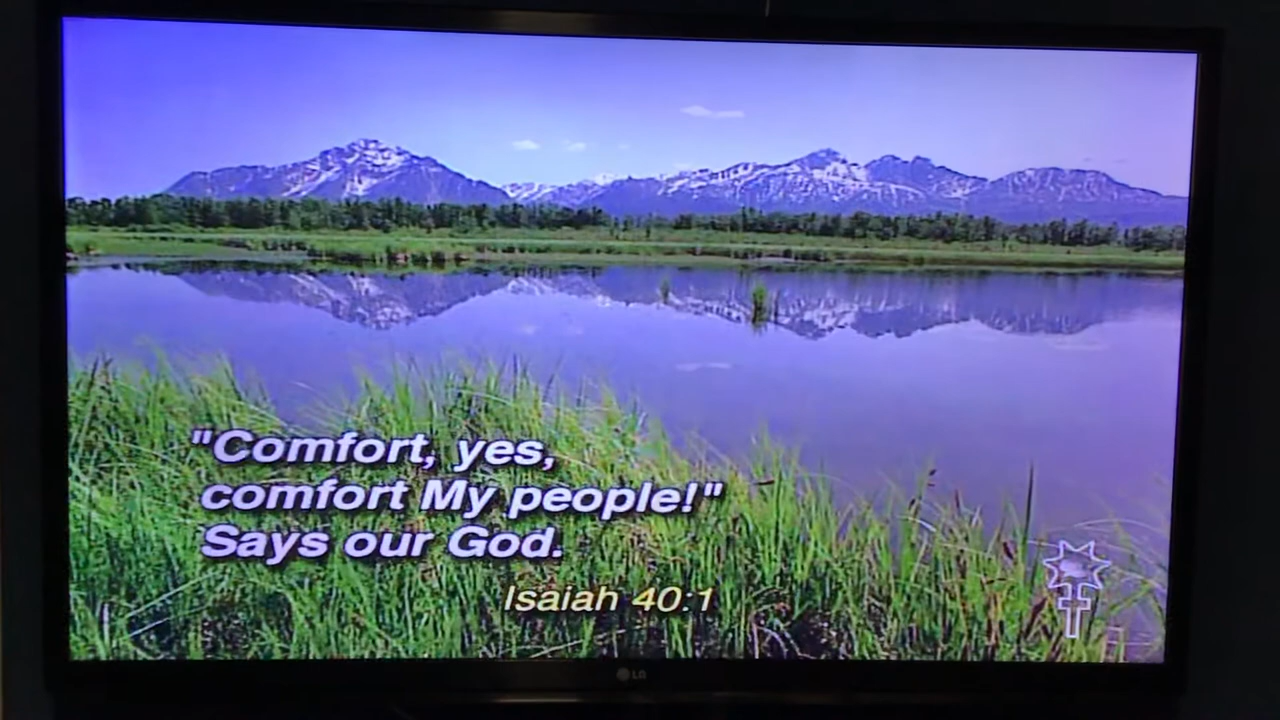 "Comfort, yes,
comfort My people!"
Says our God.
Isaiah 40:1
LG